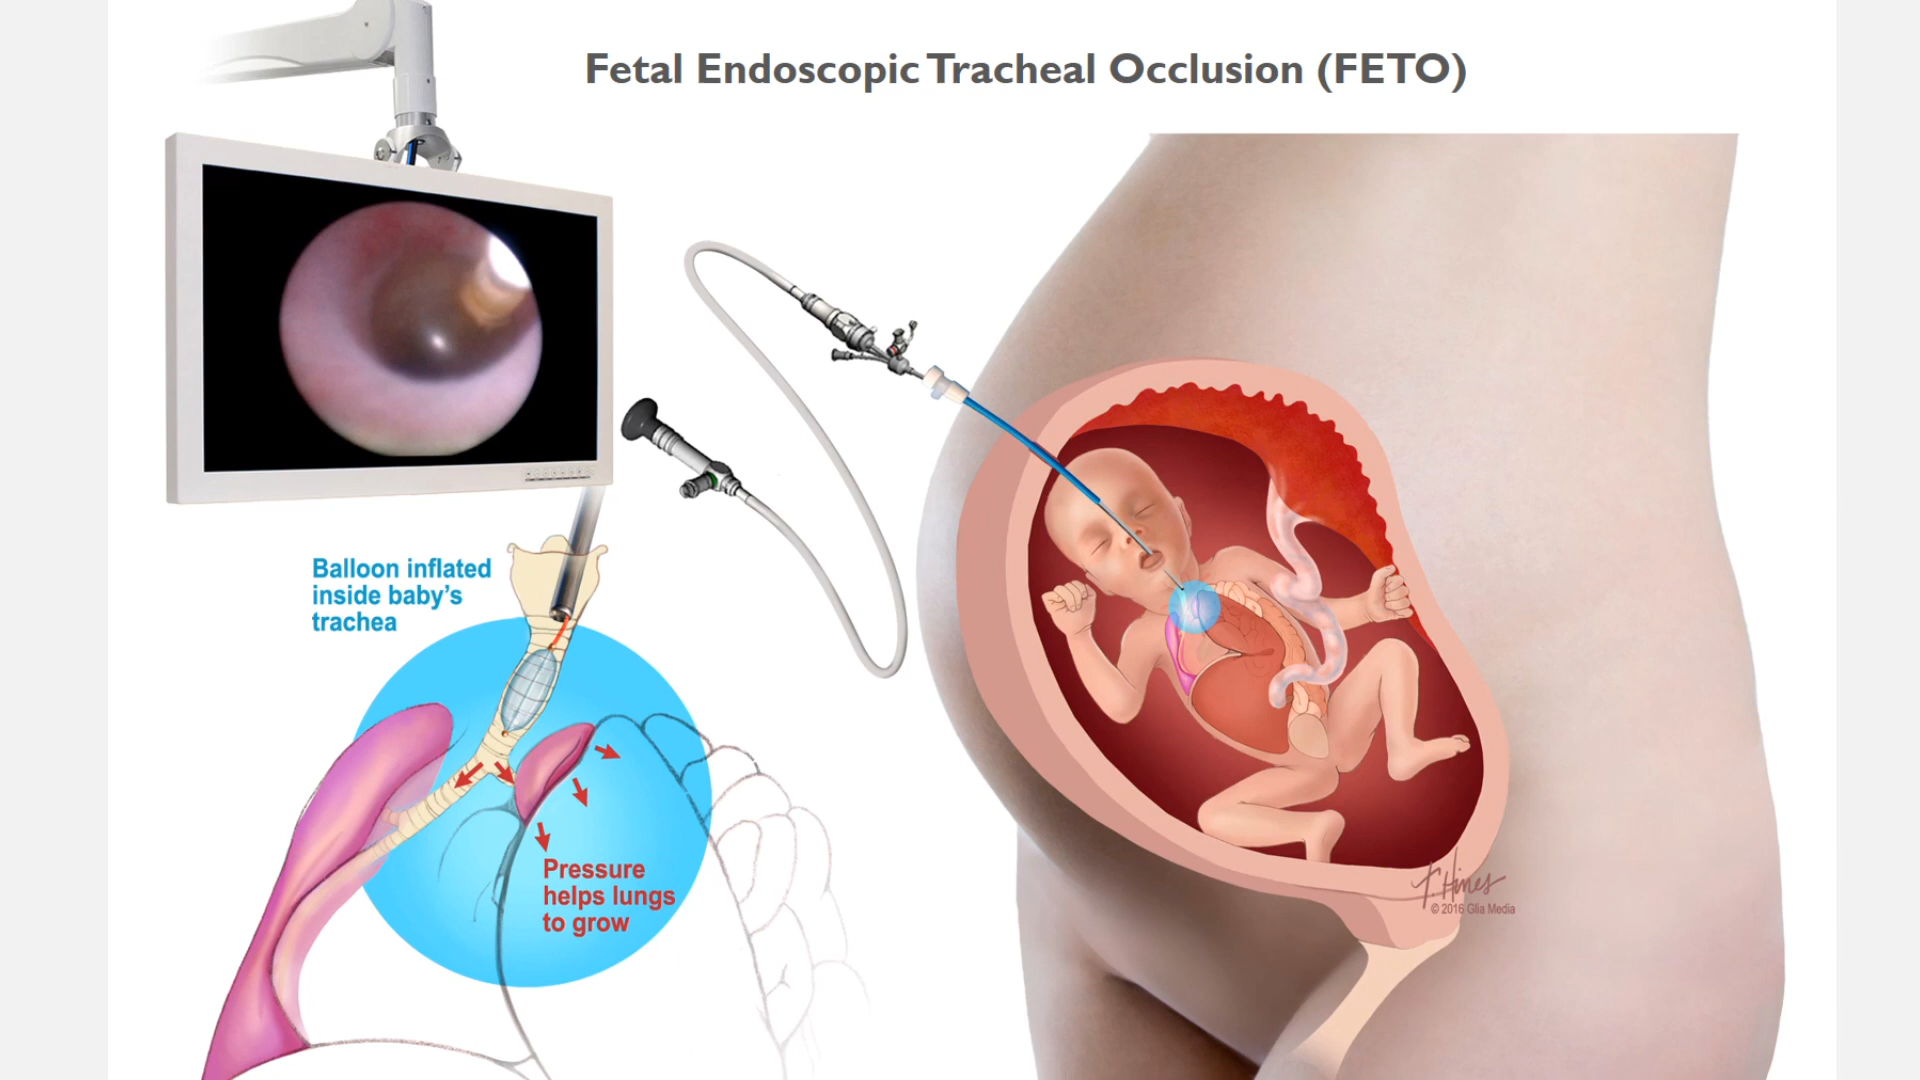 Fetal Endoscopic Tracheal Occlusion (FETO)
Balloon inflated
inside baby's
trachea
Pressure
helps lungs
to grow
T. Hines
© 2016 Glia Media